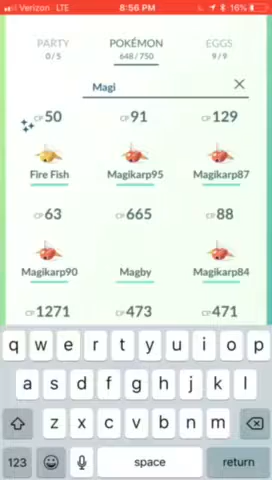 Verizon LTE 8:56 PM 16%
PARTY POKÉMON EGGS
0/5 648/750 9/9
Magi
CP50 CP91 CP129
Fire Fish Magikarp95 Magikarp87
CP63 CP665 CP88
Magikarp90 Magby Magikarp84
CP1271 CP473 CP471
q w e r t y u i o p
a s d f g h j k l
z x c v b n m
123 space return